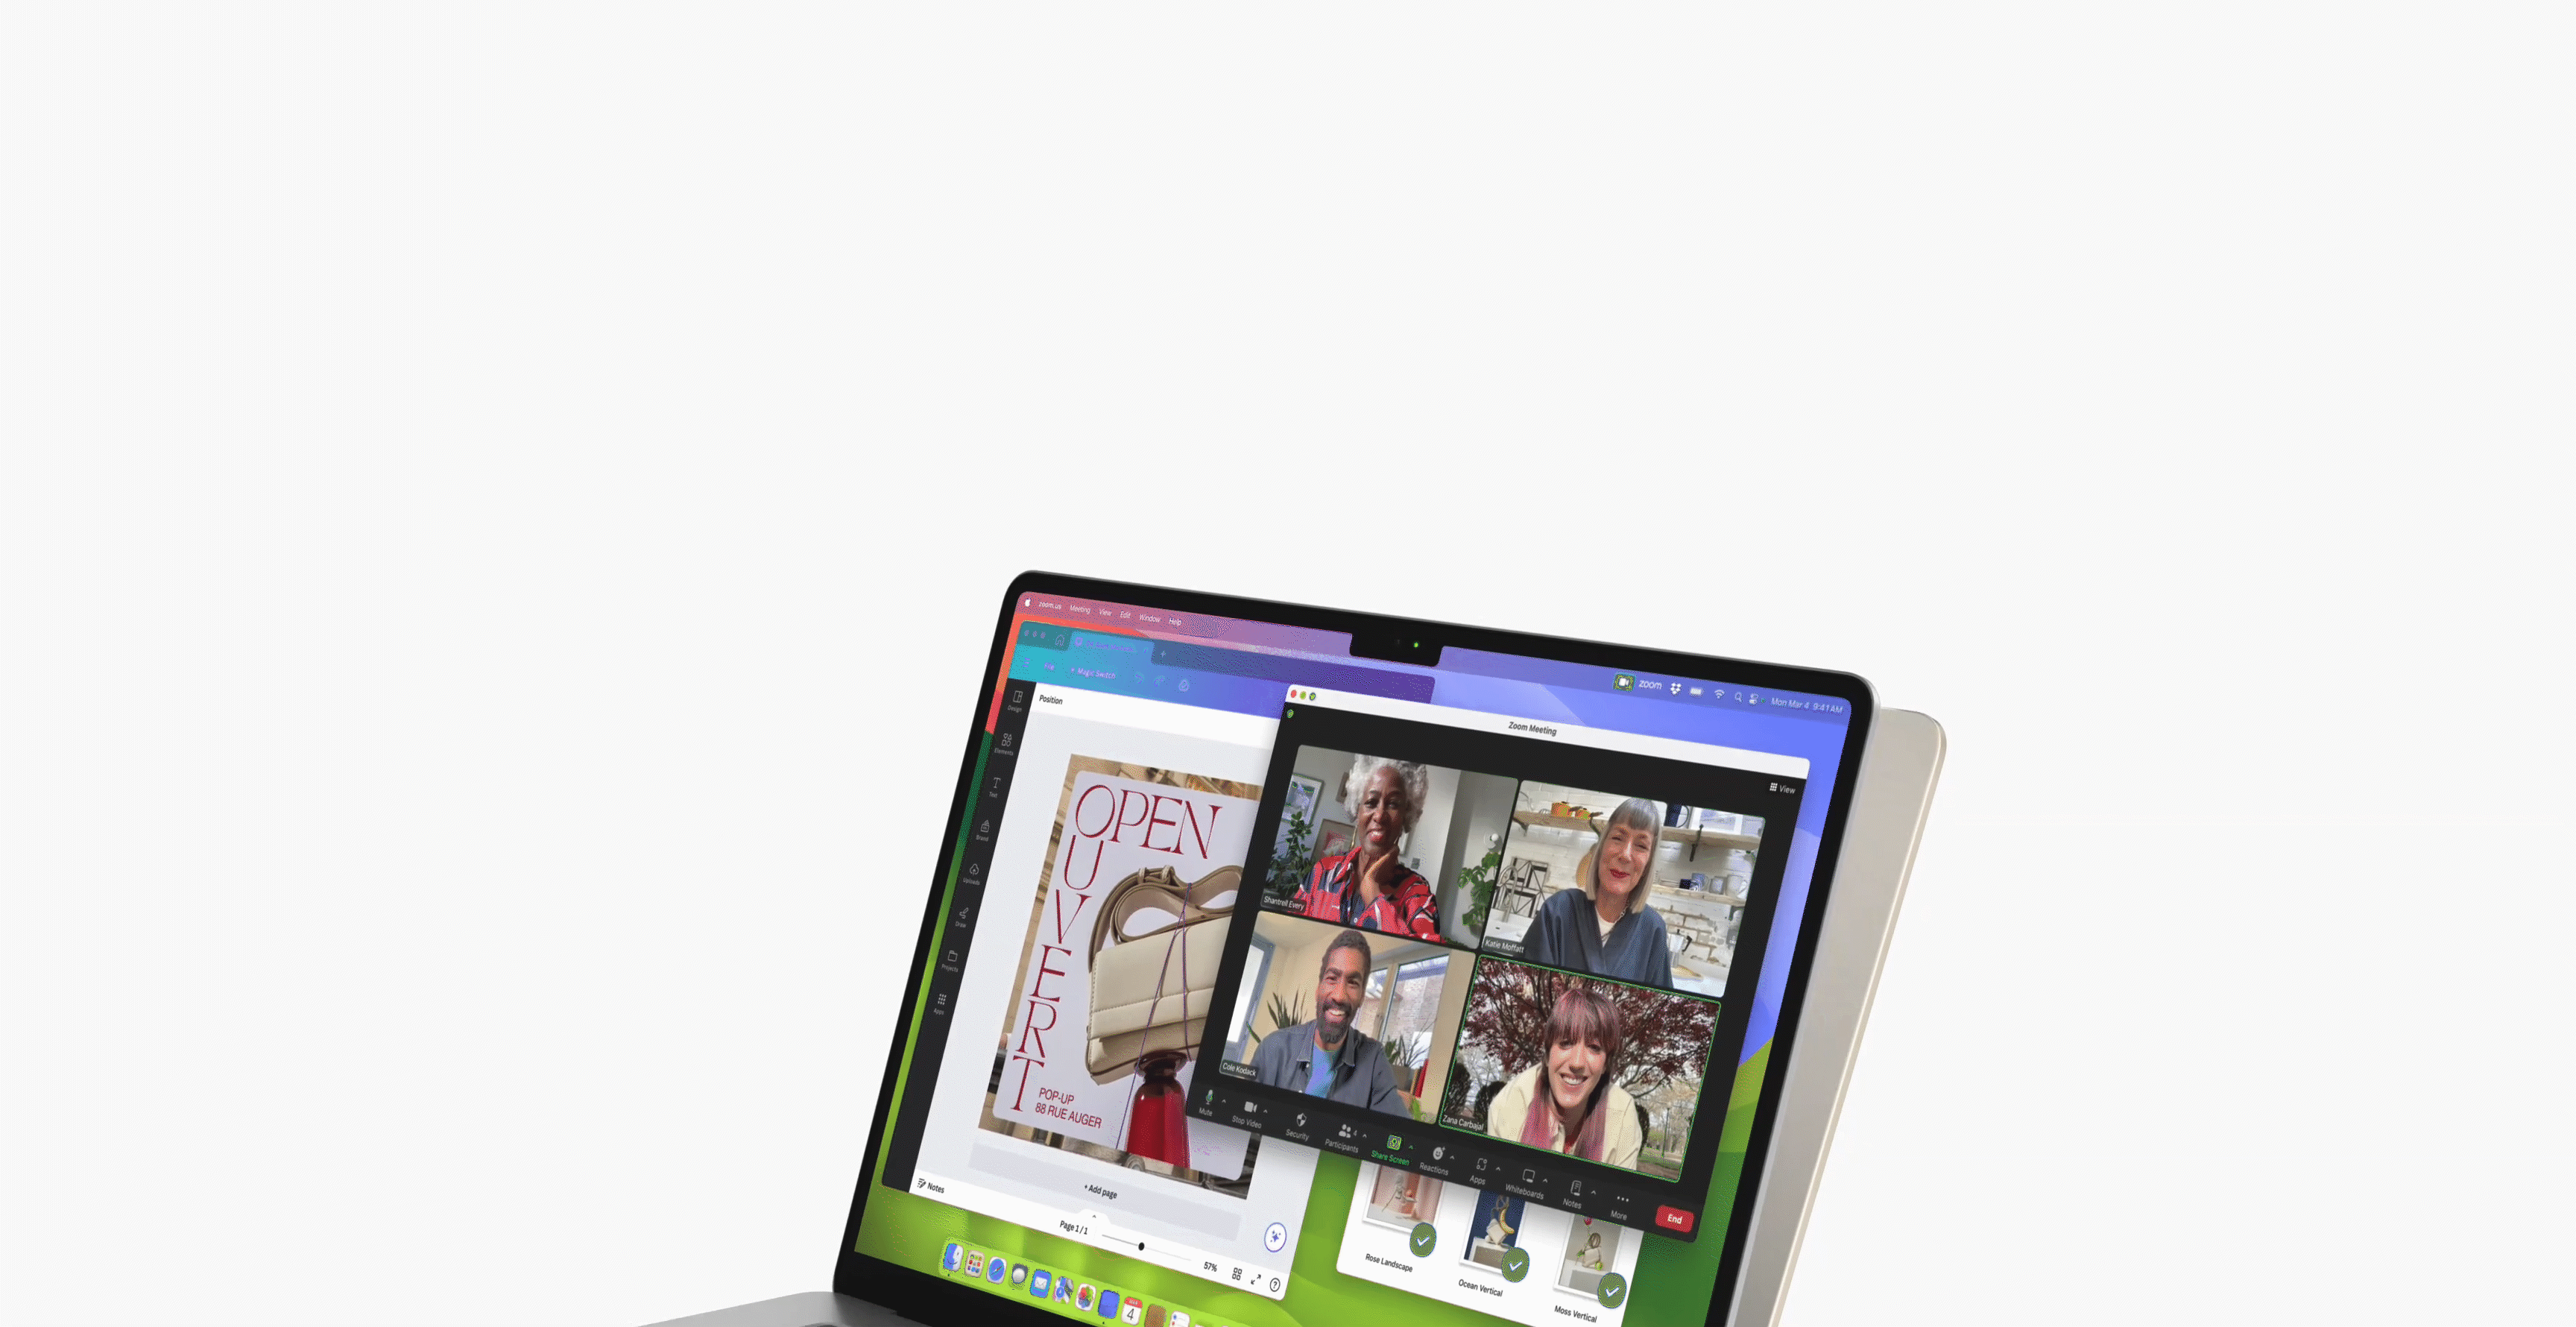 zoom.us Meeting View Edit Window Help
zoom Mon Mar 4 9:41 AM
Magic Switch
Position
Design
Elements
Text
Brand
Uploads
Draw
Projects
Apps
OPEN
OUVERT
POP-UP
88 RUE AUGER
+ Add page
Notes
Page 1 / 1
57%
Zoom Meeting
View
Shantrell Every
Katie Moffatt
Cole Kodack
Zana Carbajal
Mute
Stop Video
Security
Participants 4
Share Screen
Reactions
Apps
Whiteboards
Notes
More
End
Rose Landscape
Ocean Vertical
Moss Vertical
4